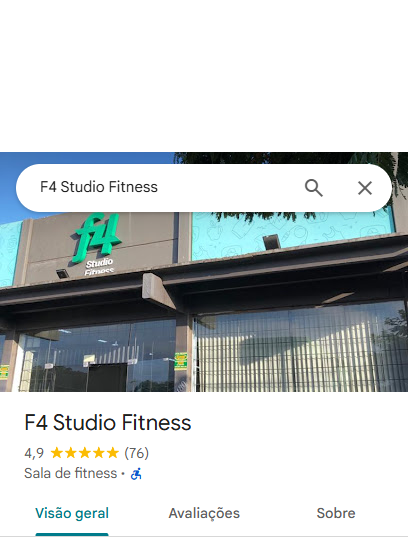 F4 Studio Fitness
f4
Studio
Fitness
F4 Studio Fitness
4,9 (76)
Sala de fitness ·
Visão geral Avaliações Sobre